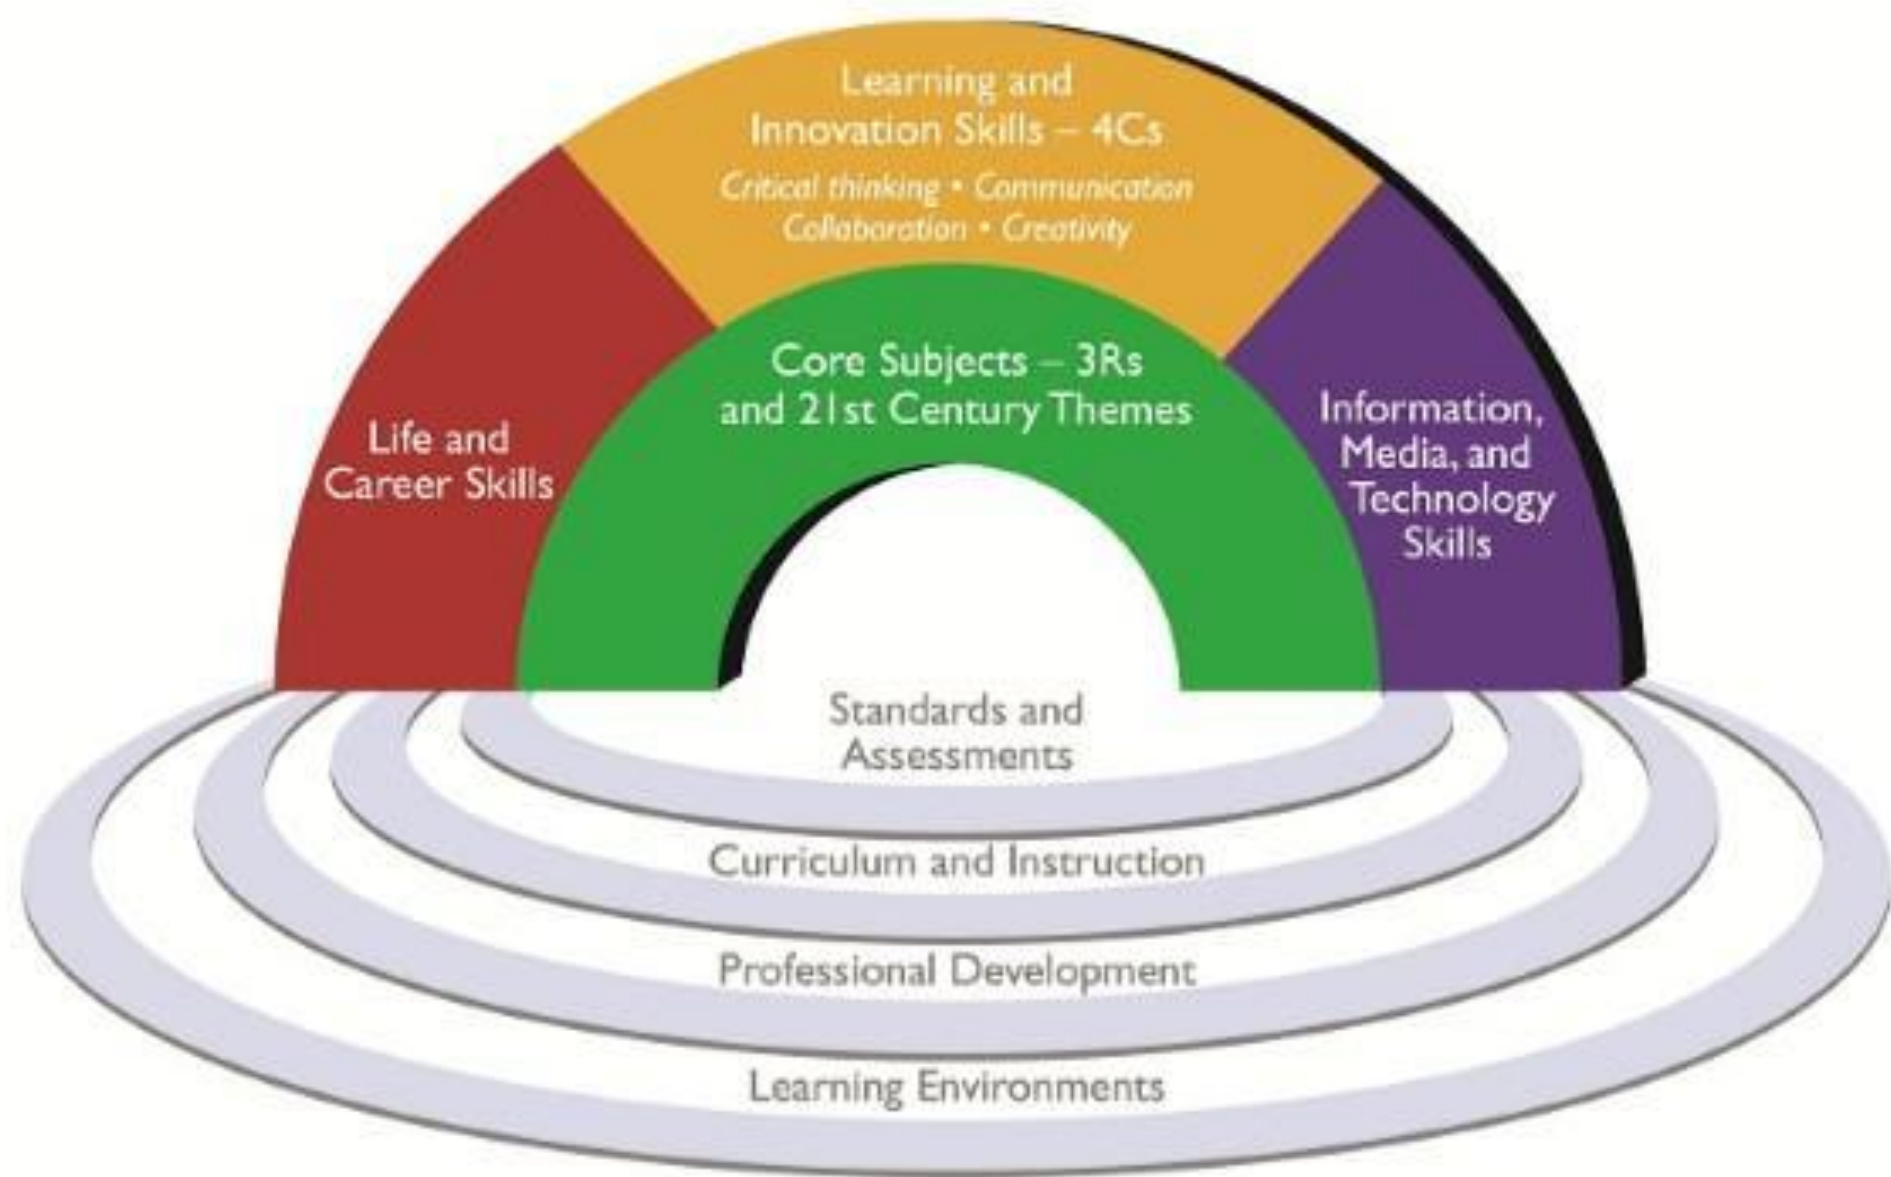 Learning and
Innovation Skills – 4Cs
Critical thinking • Communication
Collaboration • Creativity
Core Subjects – 3Rs
and 21st Century Themes
Life and
Career Skills
Information,
Media, and
Technology
Skills
Standards and
Assessments
Curriculum and Instruction
Professional Development
Learning Environments